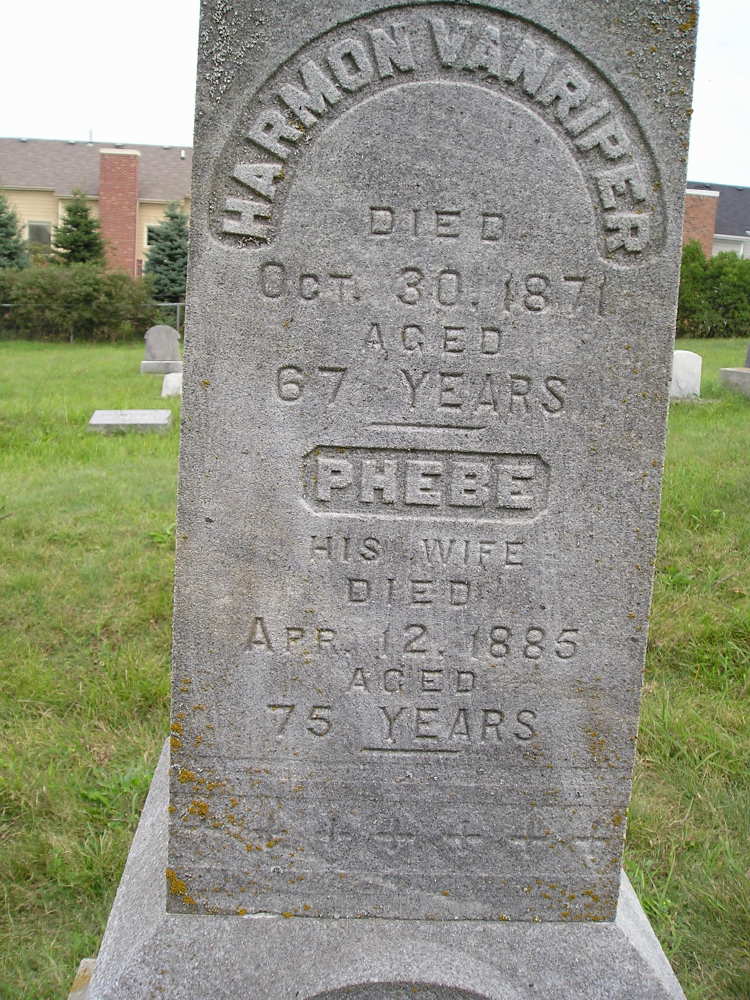 HARMON VANRIPER
DIED
OCT. 30. 1871
AGED
67 YEARS
PHEBE
HIS WIFE
DIED
APR. 12. 1885
AGED
75 YEARS